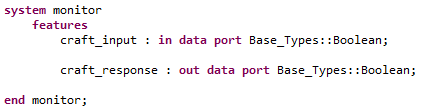 system monitor
features
craft_input : in data port Base_Types::Boolean;
craft_response : out data port Base_Types::Boolean;
end monitor;